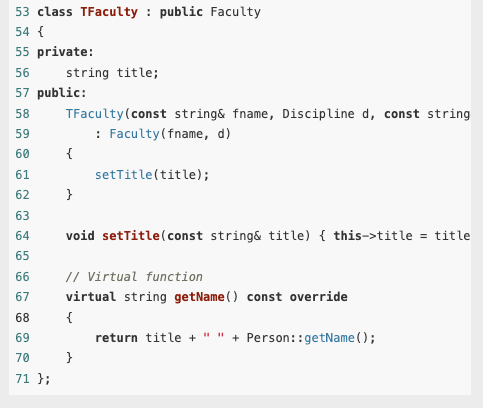 53 class TFaculty : public Faculty
54 {
55 private:
56     string title;
57 public:
58     TFaculty(const string& fname, Discipline d, const string
59         : Faculty(fname, d)
60     {
61         setTitle(title);
62     }
63
64     void setTitle(const string& title) { this->title = title
65
66     // Virtual function
67     virtual string getName() const override
68     {
69         return title + " " + Person::getName();
70     }
71 };